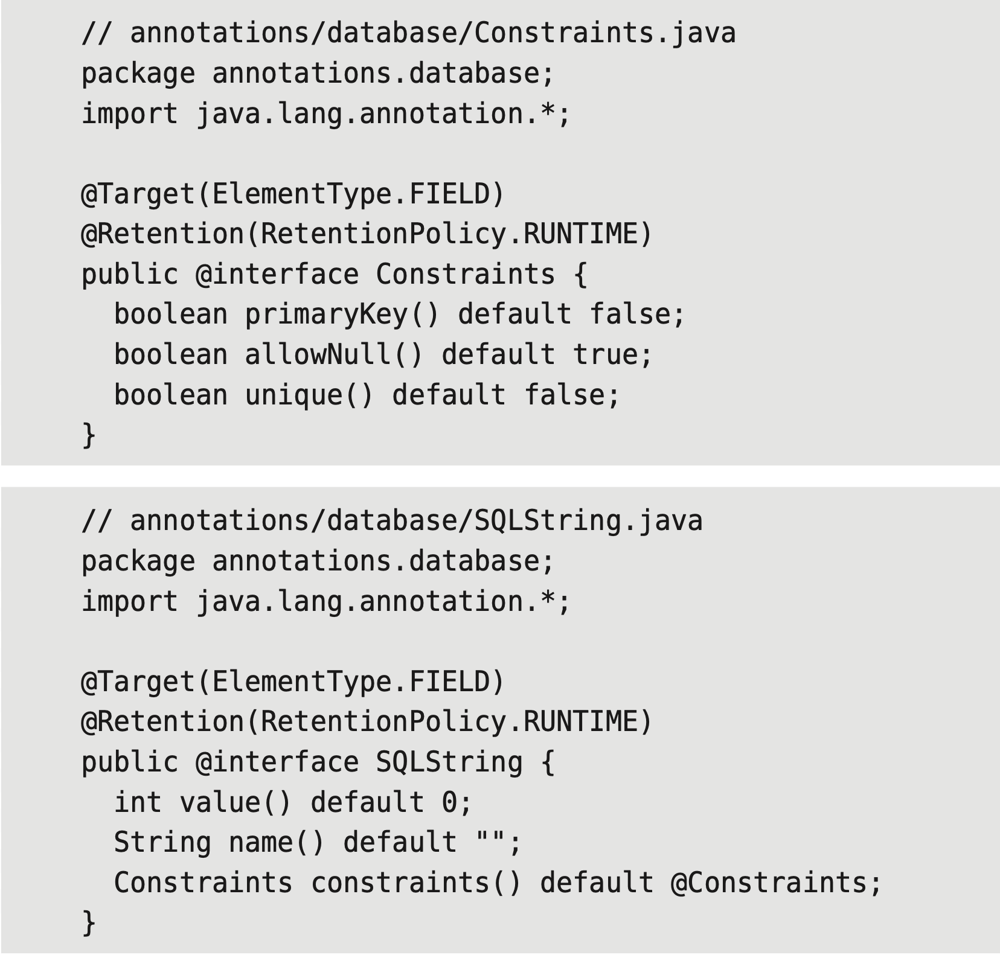 // annotations/database/Constraints.java
package annotations.database;
import java.lang.annotation.*;

@Target(ElementType.FIELD)
@Retention(RetentionPolicy.RUNTIME)
public @interface Constraints {
  boolean primaryKey() default false;
  boolean allowNull() default true;
  boolean unique() default false;
}

// annotations/database/SQLString.java
package annotations.database;
import java.lang.annotation.*;

@Target(ElementType.FIELD)
@Retention(RetentionPolicy.RUNTIME)
public @interface SQLString {
  int value() default 0;
  String name() default "";
  Constraints constraints() default @Constraints;
}